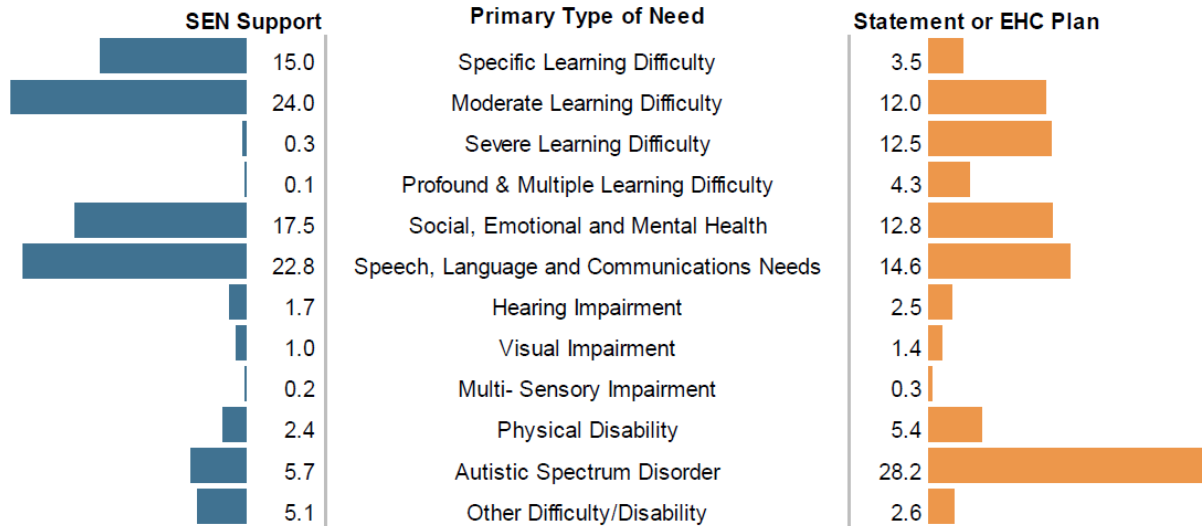 SEN Support Primary Type of Need Statement or EHC Plan
15.0 Specific Learning Difficulty 3.5
24.0 Moderate Learning Difficulty 12.0
0.3 Severe Learning Difficulty 12.5
0.1 Profound & Multiple Learning Difficulty 4.3
17.5 Social, Emotional and Mental Health 12.8
22.8 Speech, Language and Communications Needs 14.6
1.7 Hearing Impairment 2.5
1.0 Visual Impairment 1.4
0.2 Multi- Sensory Impairment 0.3
2.4 Physical Disability 5.4
5.7 Autistic Spectrum Disorder 28.2
5.1 Other Difficulty/Disability 2.6